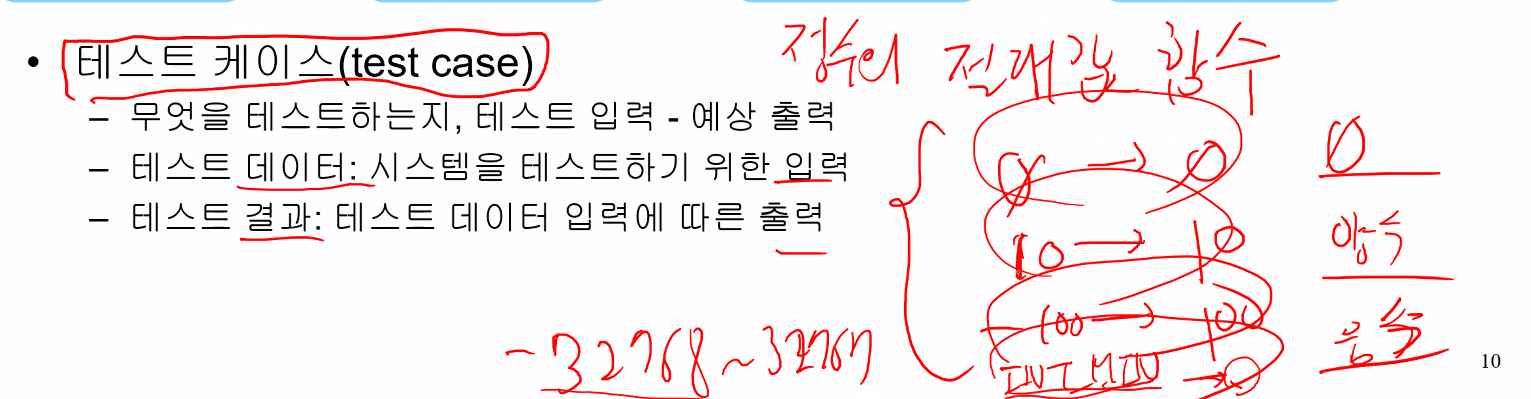 • 테스트 케이스(test case)
– 무엇을 테스트하는지, 테스트 입력 - 예상 출력
– 테스트 데이터: 시스템을 테스트하기 위한 입력
– 테스트 결과: 테스트 데이터 입력에 따른 출력
정수의 절대값 함수
0 → 0
10 → 10
-100 → 100
INT_MIN → 0
0
양수
음수
-32768 ~ 32767
10